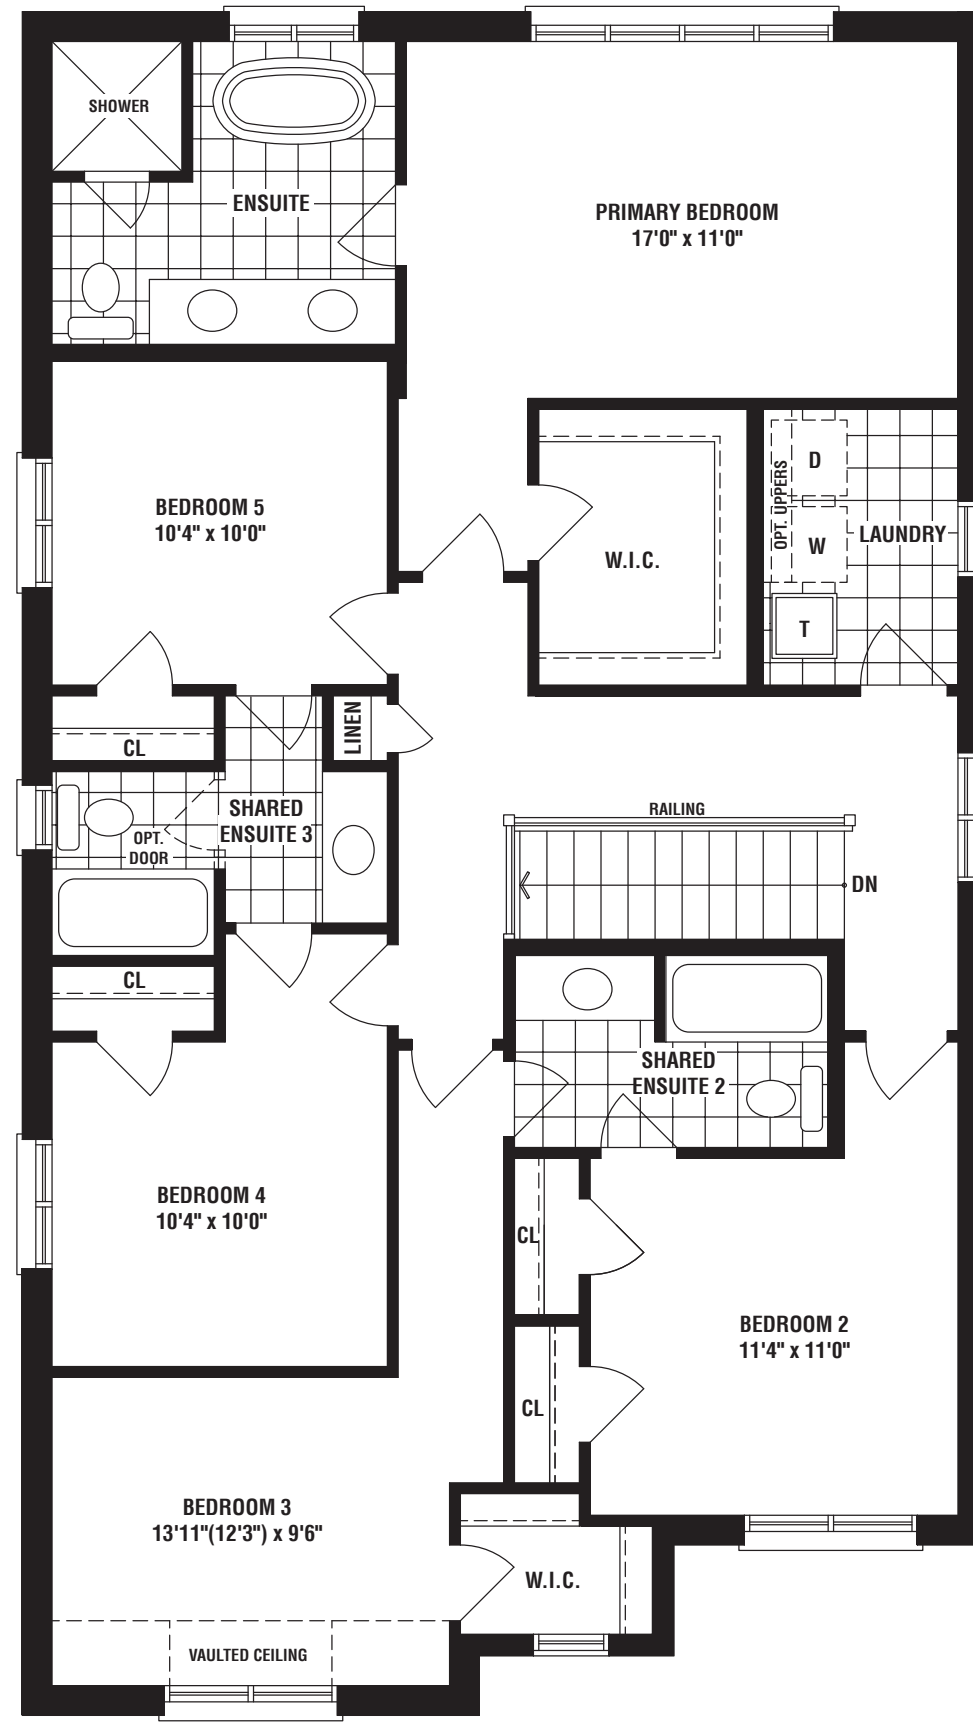 SHOWER
ENSUITE
PRIMARY BEDROOM
17'0" x 11'0"
BEDROOM 5
10'4" x 10'0"
W.I.C.
OPT. UPPERS
D
W
LAUNDRY
T
CL
LINEN
SHARED
ENSUITE 3
OPT.
DOOR
RAILING
DN
CL
SHARED
ENSUITE 2
BEDROOM 4
10'4" x 10'0"
CL
BEDROOM 2
11'4" x 11'0"
CL
BEDROOM 3
13'11"(12'3") x 9'6"
W.I.C.
VAULTED CEILING